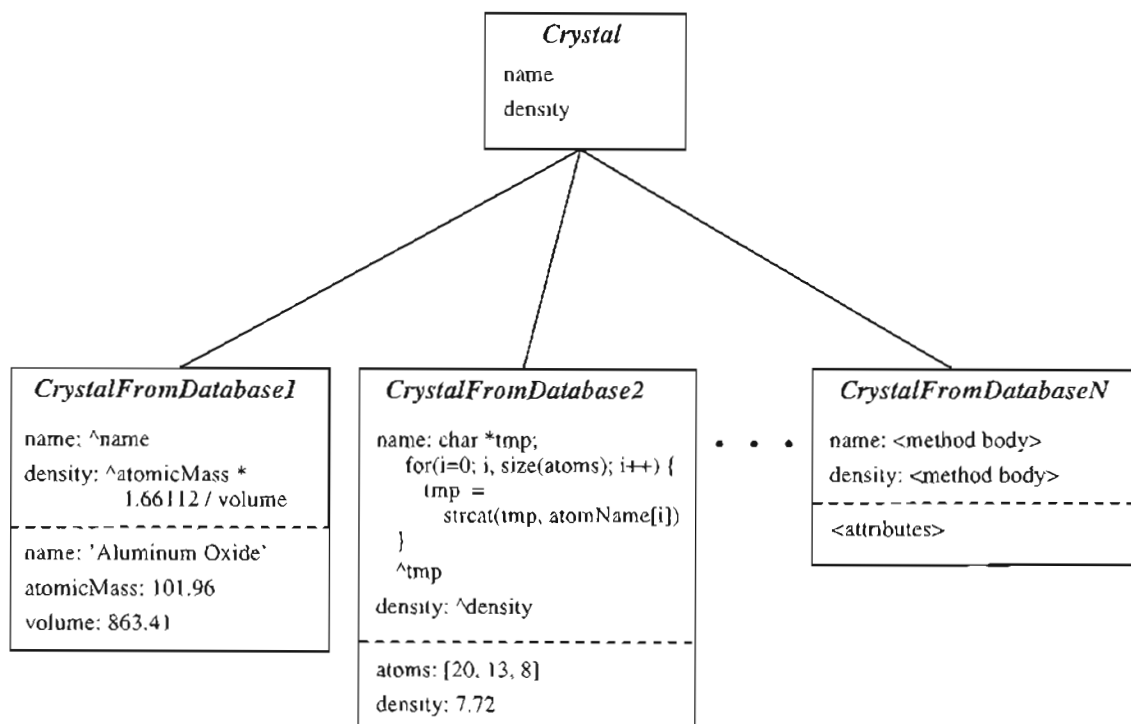 Crystal
name
density
CrystalFromDatabase1
name: ^name
density: ^atomicMass *
1.66112 / volume
name: 'Aluminum Oxide'
atomicMass: 101.96
volume: 863.41
CrystalFromDatabase2
name: char *tmp;
for(i=0; i, size(atoms); i++) {
tmp =
strcat(tmp, atomName[i])
}
^tmp
density: ^density
atoms: [20, 13, 8]
density: 7.72
• • •
CrystalFromDatabaseN
name: <method body>
density: <method body>
<attributes>